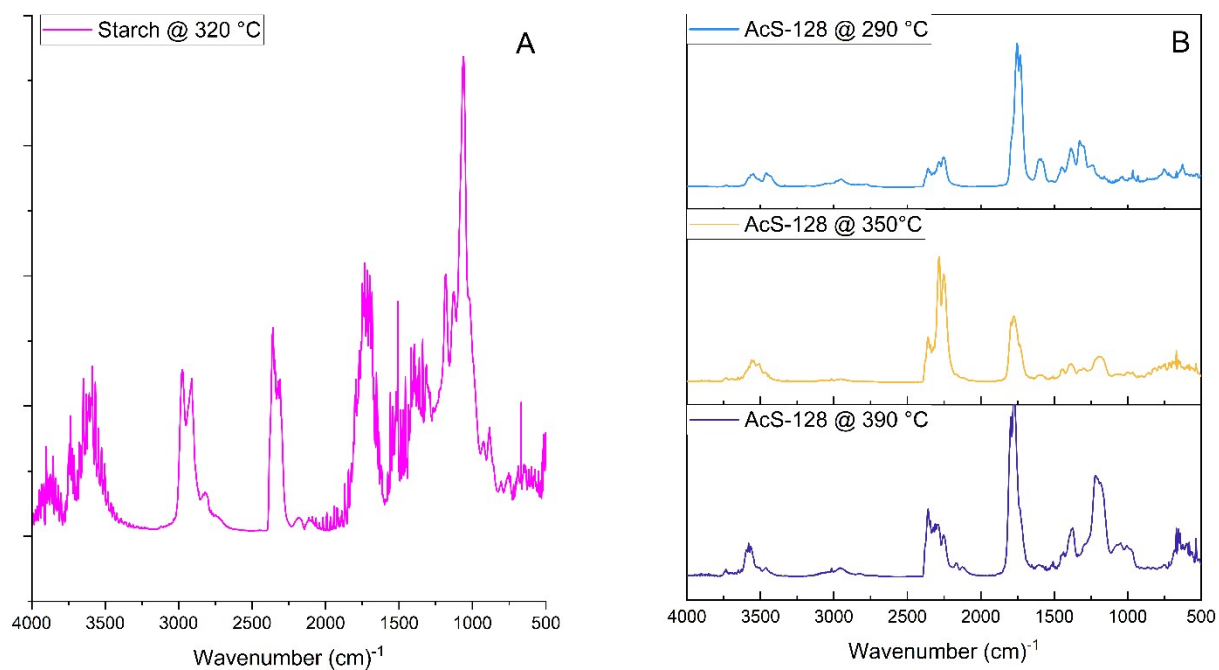 Starch @ 320 °C
A
4000 3500 3000 2500 2000 1500 1000 500
Wavenumber (cm)-1
AcS-128 @ 290 °C
B
AcS-128 @ 350°C
AcS-128 @ 390 °C
4000 3500 3000 2500 2000 1500 1000 500
Wavenumber (cm)-1